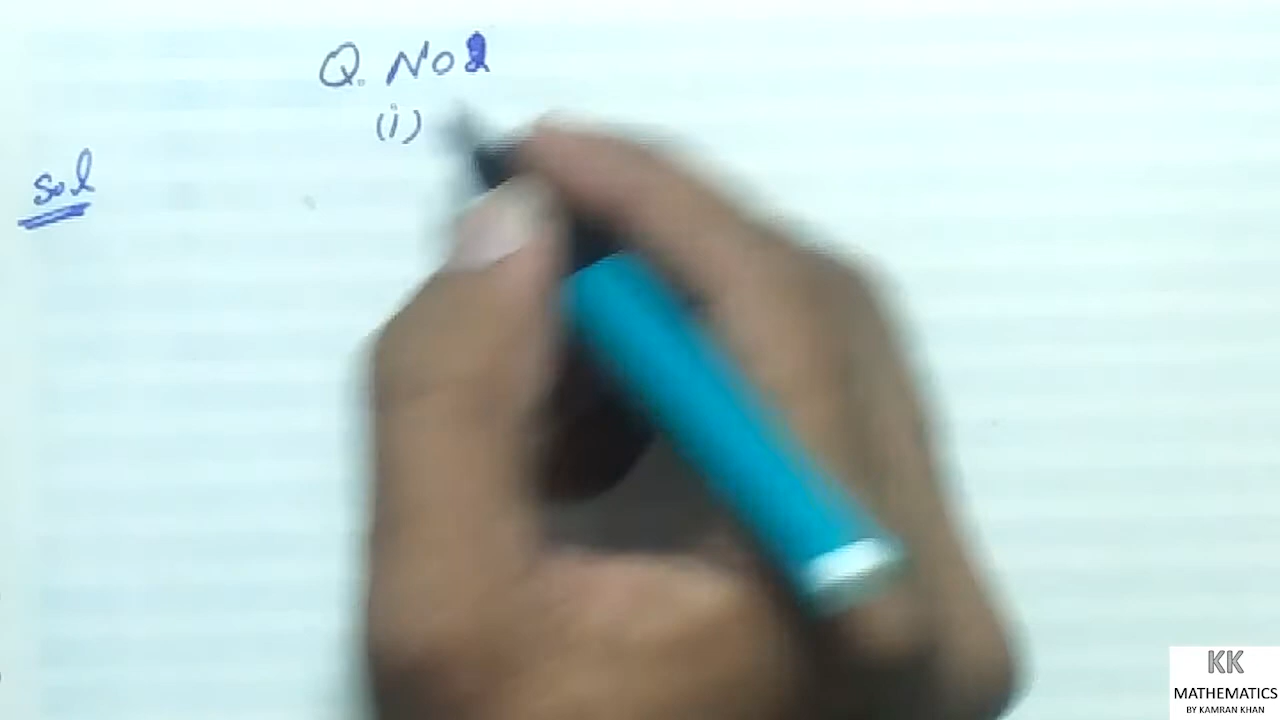 Q. No 2
(i)
Sol
KK
MATHEMATICS
BY KAMRAN KHAN